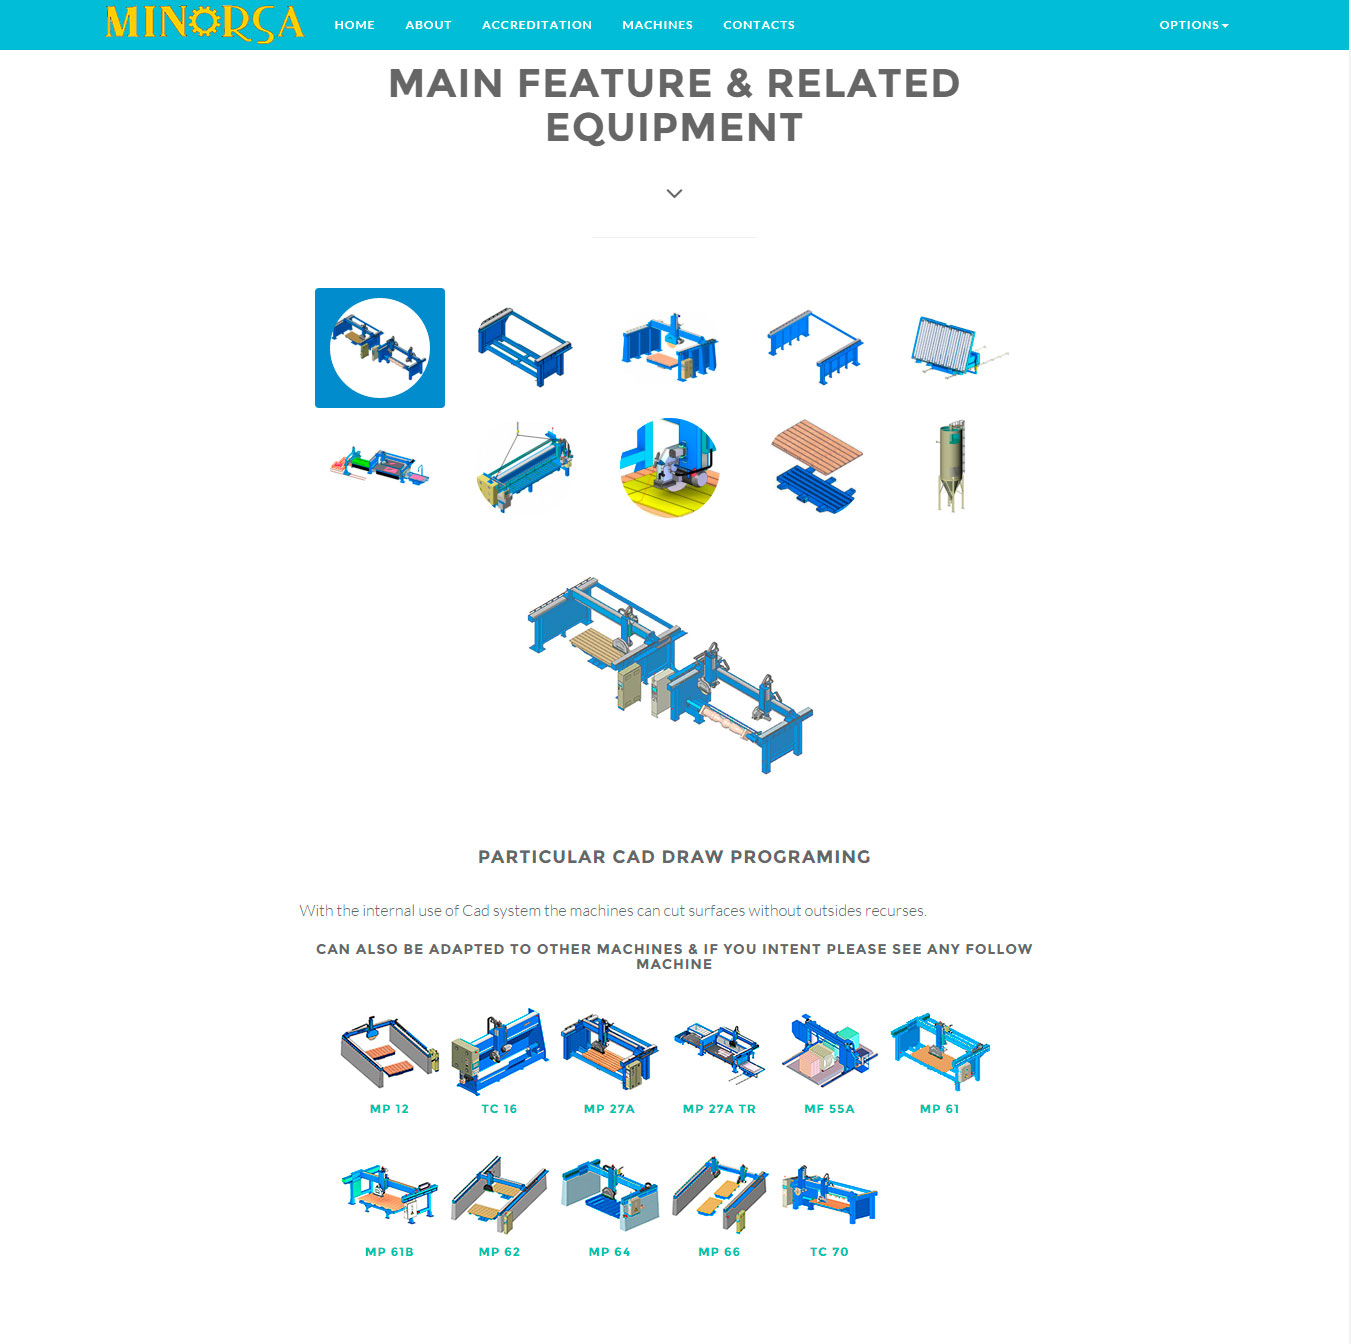 MINORSA
HOME ABOUT ACCREDITATION MACHINES CONTACTS OPTIONS
MAIN FEATURE & RELATED
EQUIPMENT
PARTICULAR CAD DRAW PROGRAMING
With the internal use of Cad system the machines can cut surfaces without outsides recurses.
CAN ALSO BE ADAPTED TO OTHER MACHINES & IF YOU INTENT PLEASE SEE ANY FOLLOW
MACHINE
MP 12 TC 16 MP 27A MP 27A TR MF 55A MP 61
MP 61B MP 62 MP 64 MP 66 TC 70